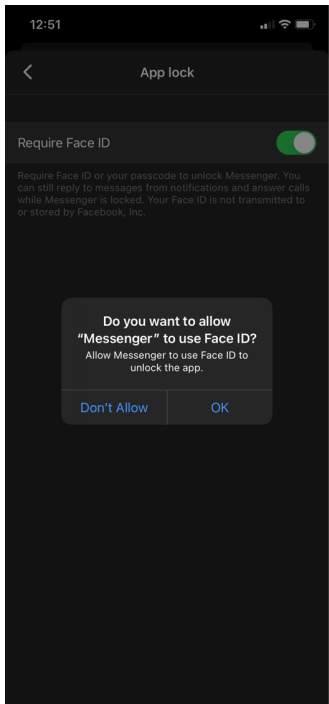 12:51
App lock
Require Face ID
Require Face ID or your passcode to unlock Messenger. You
can still reply to messages from notifications and answer calls
while Messenger is locked. Your Face ID is not transmitted to
or stored by Facebook, Inc.
Do you want to allow
“Messenger” to use Face ID?
Allow Messenger to use Face ID to
unlock the app.
Don't Allow
OK